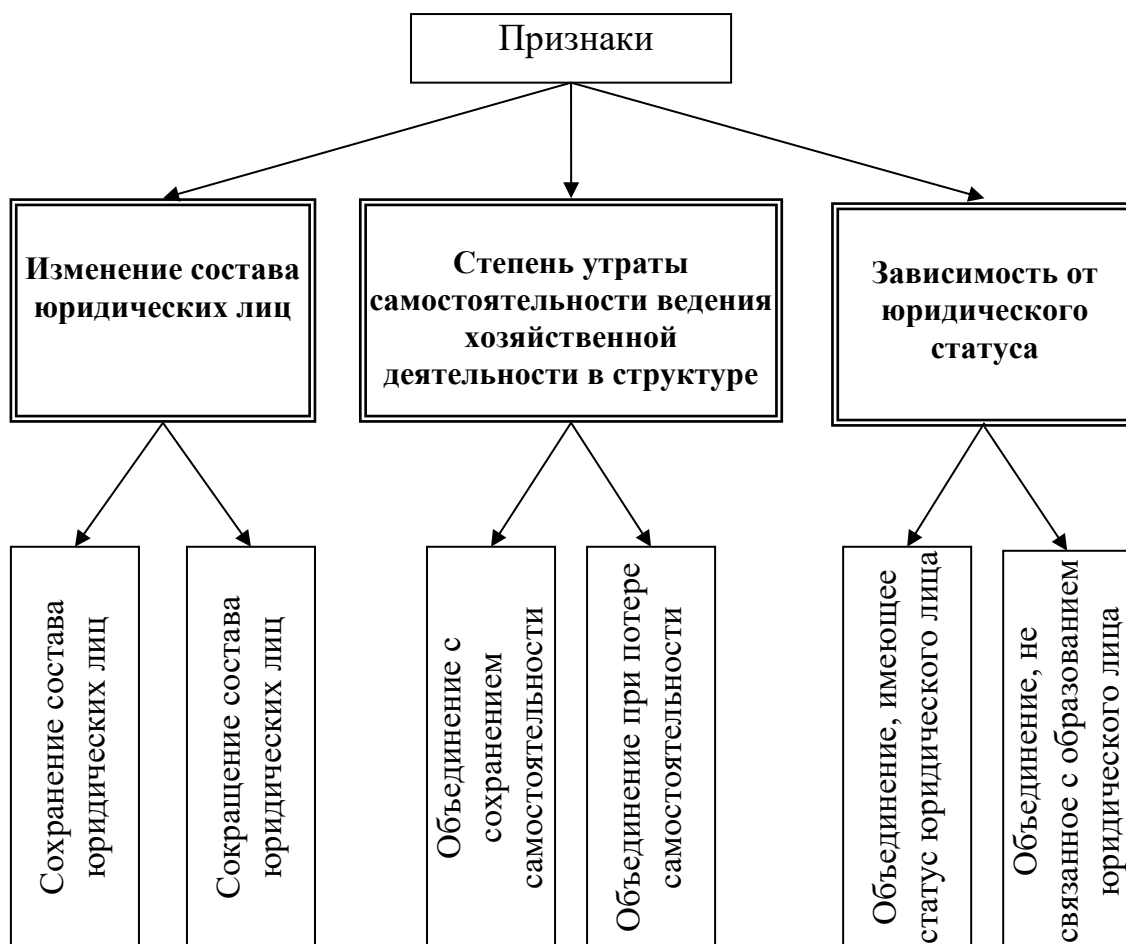 Признаки
Изменение состава
юридических лиц
Степень утраты
самостоятельности ведения
хозяйственной
деятельности в структуре
Зависимость от
юридического
статуса
Сохранение состава
юридических лиц
Сокращение состава
юридических лиц
Объединение с
сохранением
самостоятельности
Объединение при потере
самостоятельности
Объединение, имеющее
статус юридического лица
Объединение, не
связанное с образованием
юридического лица